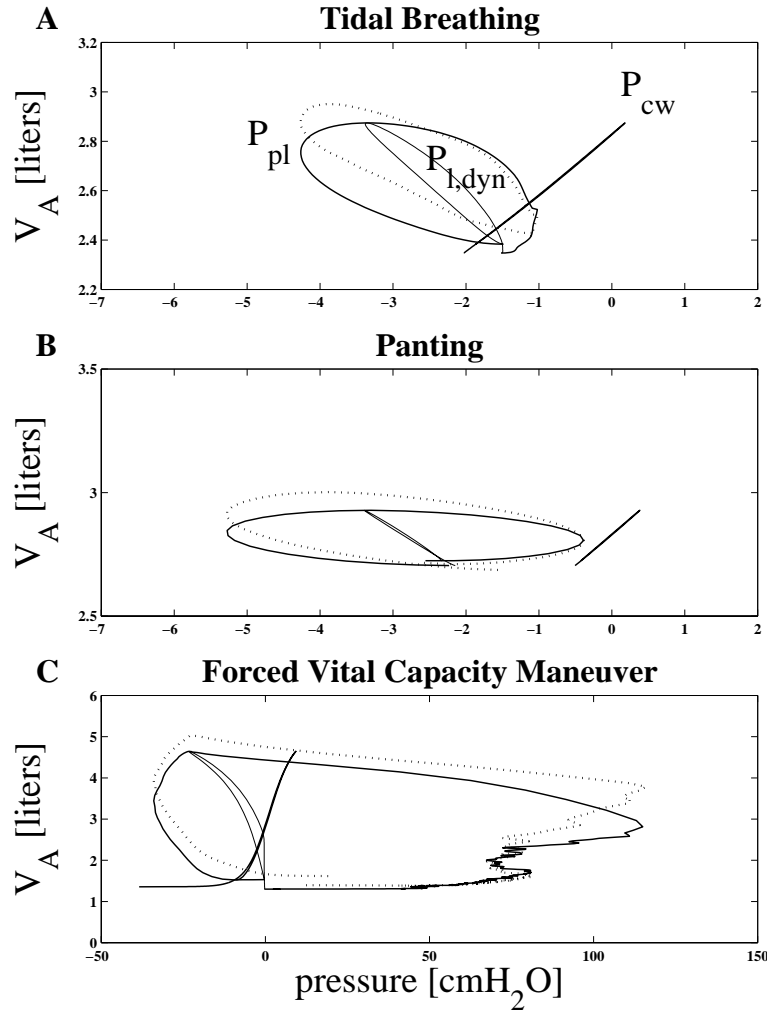 A Tidal Breathing
3.2
3
2.8
2.6
2.4
2.2
V_A [liters]
P_pl
P_l,dyn
P_cw
−7 −6 −5 −4 −3 −2 −1 0 1 2
B Panting
3.5
3
2.5
V_A [liters]
−7 −6 −5 −4 −3 −2 −1 0 1 2
C Forced Vital Capacity Maneuver
6
5
4
3
2
1
0
V_A [liters]
−50 0 50 100 150
pressure [cmH₂O]